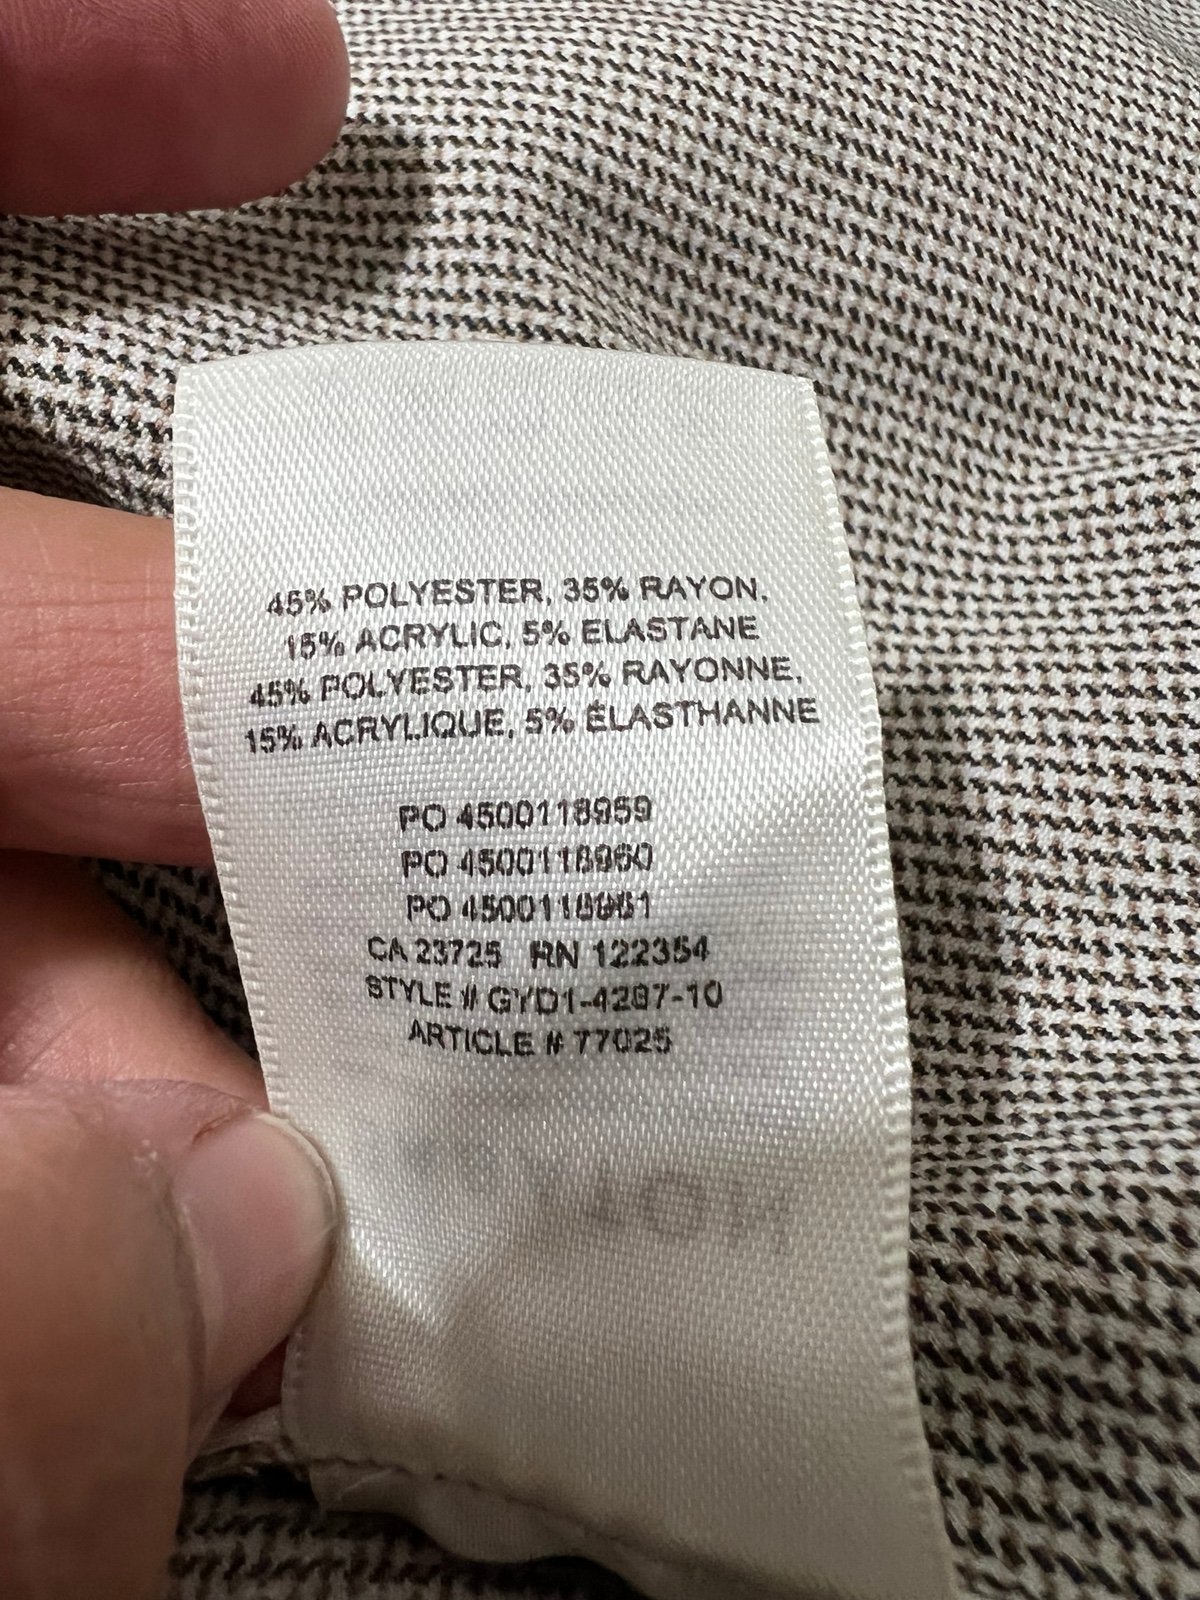 45% POLYESTER, 35% RAYON,
15% ACRYLIC, 5% ELASTANE
45% POLYESTER, 35% RAYONNE,
15% ACRYLIQUE, 5% ÉLASTHANNE
PO 4500118959
PO 4500118960
PO 4500118961
CA 23725 RN 122354
STYLE # GYD1-4287-10
ARTICLE # 77025